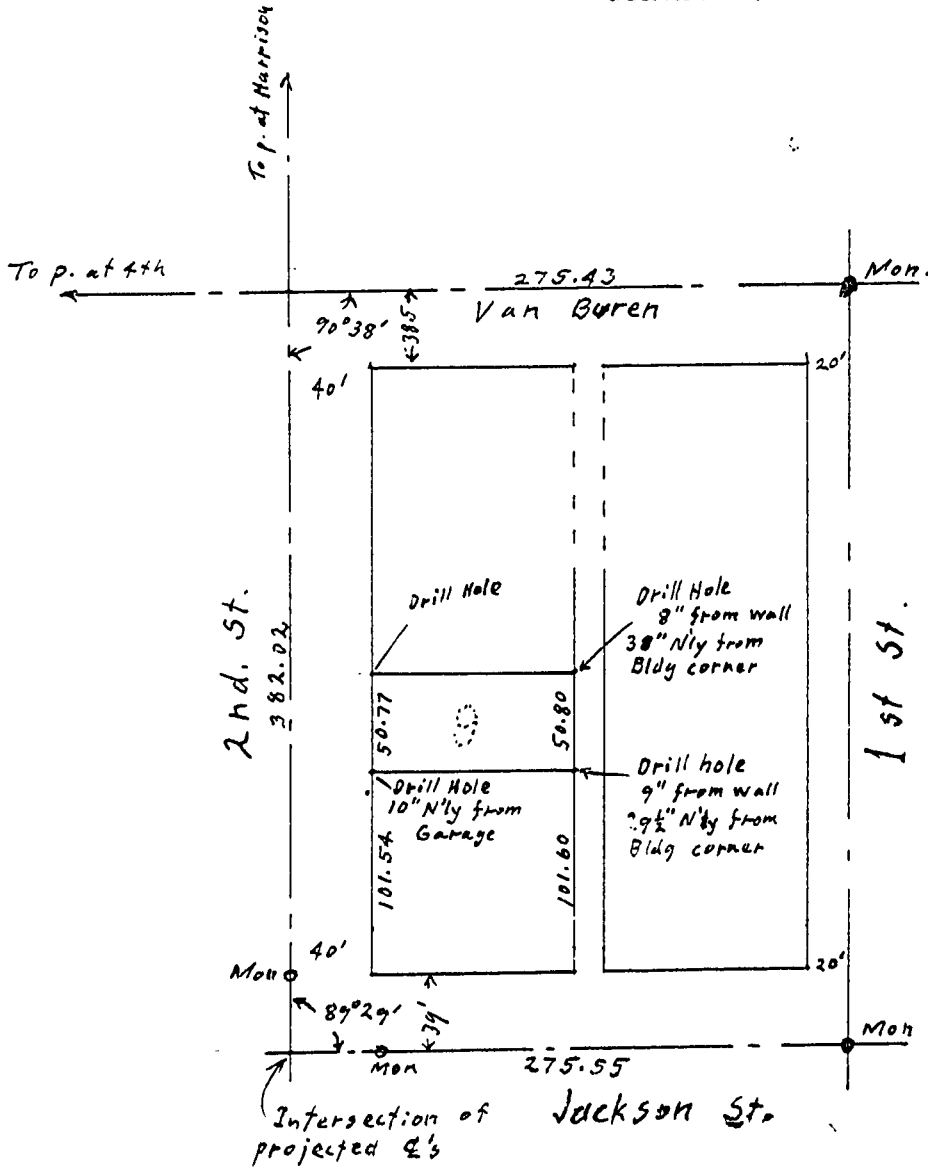 To p. at Harrison
To p. at 4th
275.43
Mon.
Van Buren
90°38'
38.5
40'
20'
2nd. St.
382.02
1st St.
Drill Hole
Drill Hole
8" from wall
38" N'ly from
Bldg corner
50.77
50.80
Drill Hole
10" N'ly from
Garage
Drill hole
9" from wall
29½" N'ly from
Bldg corner
101.54
101.60
40'
20'
Mon
89°29'
39'
Mon
Mon
275.55
Jackson St.
Intersection of
projected ℄'s